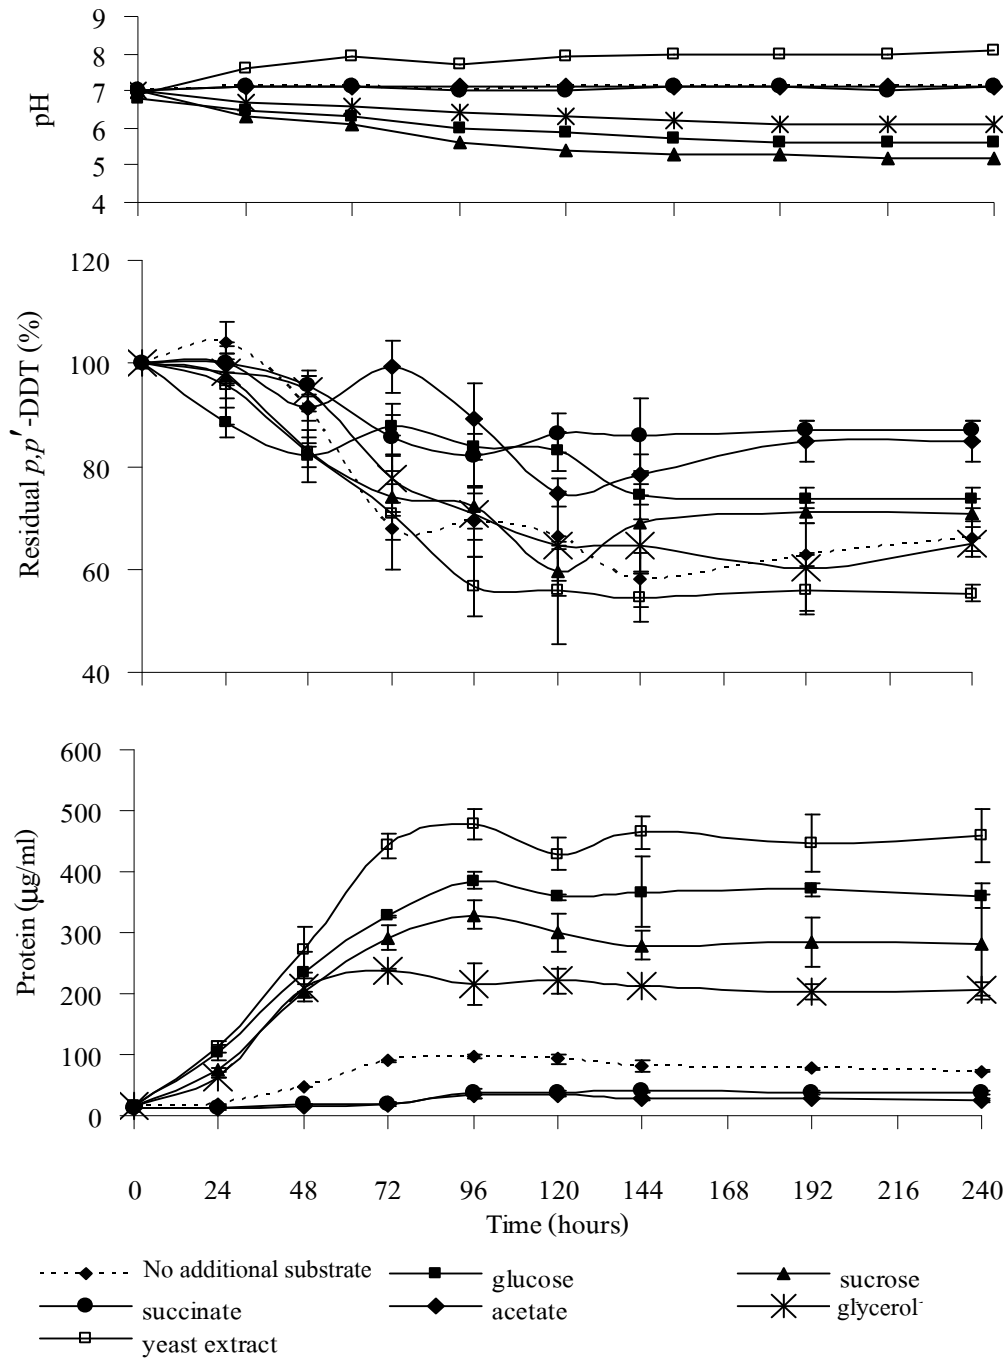 9
8
7
6
5
4
pH
120
100
80
60
40
Residual p,p′-DDT (%)
600
500
400
300
200
100
0
Protein (μg/ml)
0 24 48 72 96 120 144 168 192 216 240
Time (hours)
No additional substrate glucose sucrose
succinate acetate glycerol
yeast extract